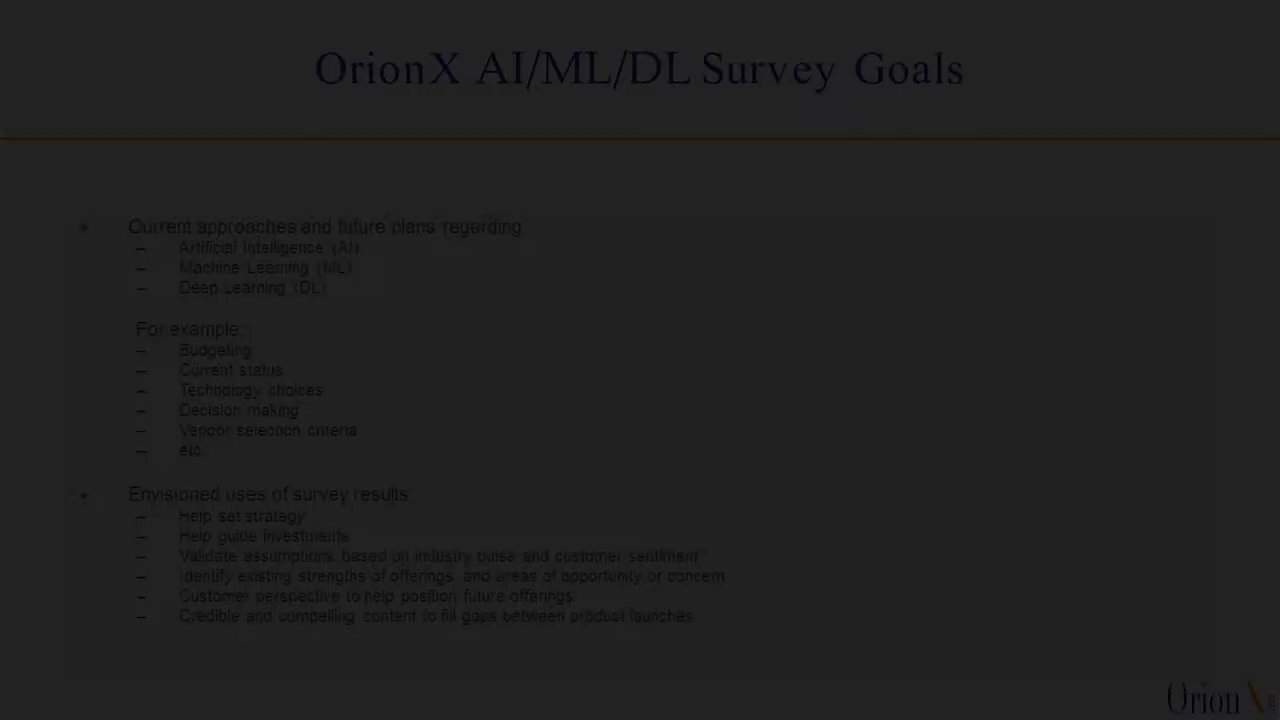 OrionX AI/ML/DL Survey Goals
• Current approaches and future plans regarding
– Artificial Intelligence (AI)
– Machine Learning (ML)
– Deep Learning (DL)
For example:
– Budgeting
– Current status
– Technology choices
– Decision making
– Vendor selection criteria
– etc.
• Envisioned uses of survey results:
– Help set strategy
– Help guide investments
– Validate assumptions based on industry pulse and customer sentiment
– Identify existing strengths of offerings, and areas of opportunity or concern
– Customer perspective to help position future offerings
– Credible and compelling content to fill gaps between product launches
OrionX